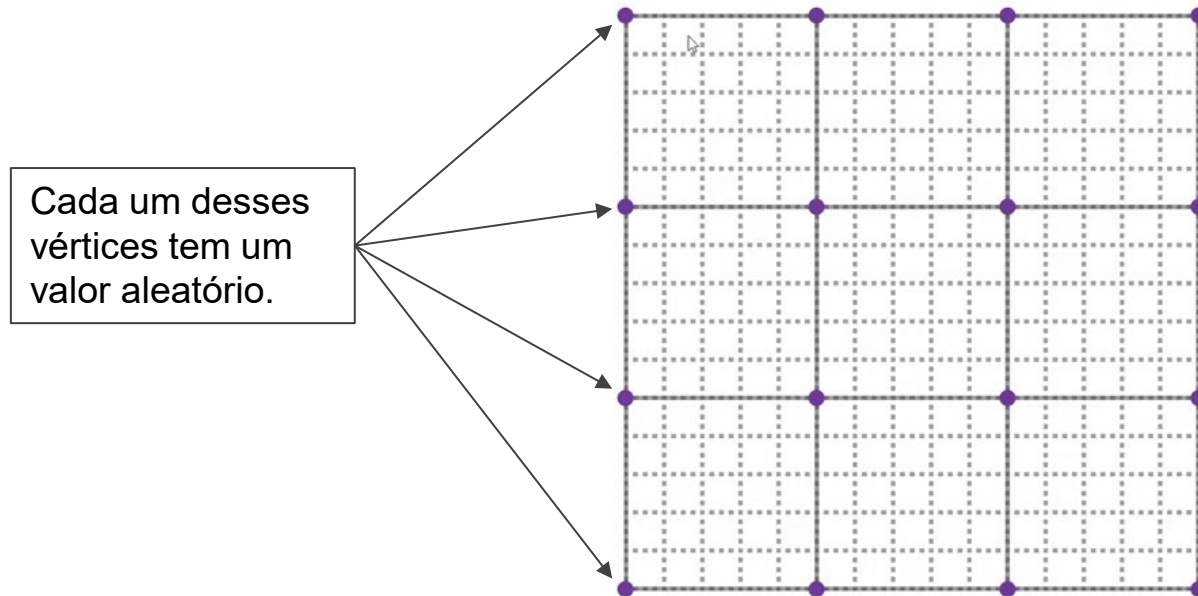 Cada um desses
vértices tem um
valor aleatório.